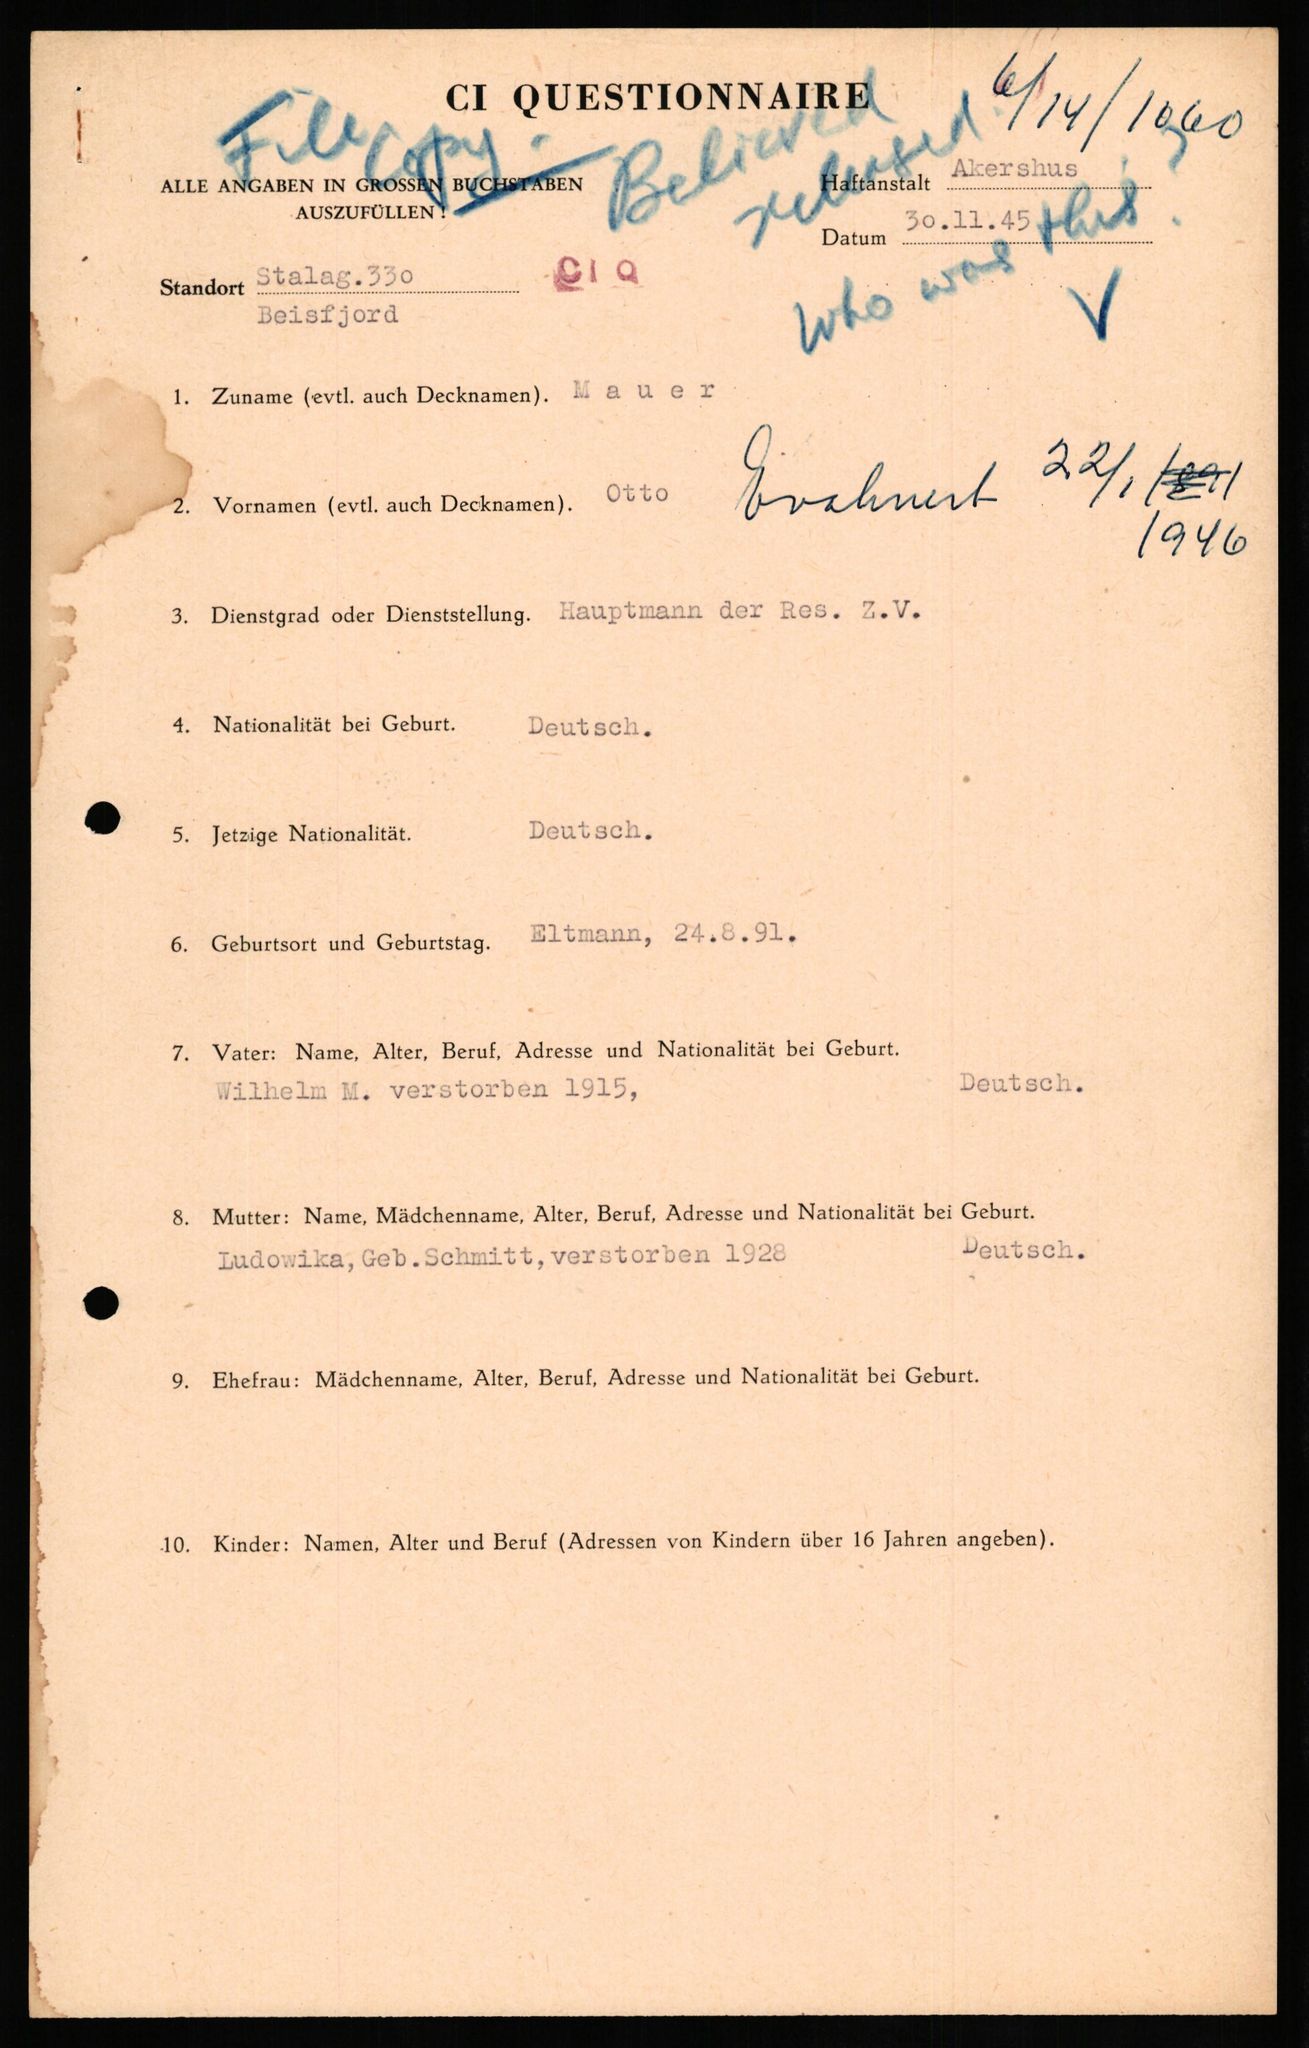 CI QUESTIONNAIRE
6/14/1060
File Copy.
Believed released.
who was this?
ALLE ANGABEN IN GROSSEN BUCHSTABEN
AUSZUFÜLLEN!
Haftanstalt Akershus
Datum 30.11.45
Standort Stalag.330
Beisfjord
CIQ
1. Zuname (evtl. auch Decknamen). Mauer
2. Vornamen (evtl. auch Decknamen). Otto
22/1
1946
3. Dienstgrad oder Dienststellung. Hauptmann der Res. Z.V.
4. Nationalität bei Geburt. Deutsch.
5. Jetzige Nationalität. Deutsch.
6. Geburtsort und Geburtstag. Eltmann, 24.8.91.
7. Vater: Name, Alter, Beruf, Adresse und Nationalität bei Geburt.
Wilhelm M. verstorben 1915, Deutsch.
8. Mutter: Name, Mädchenname, Alter, Beruf, Adresse und Nationalität bei Geburt.
Ludowika, Geb.Schmitt, verstorben 1928 Deutsch.
9. Ehefrau: Mädchenname, Alter, Beruf, Adresse und Nationalität bei Geburt.
10. Kinder: Namen, Alter und Beruf (Adressen von Kindern über 16 Jahren angeben).